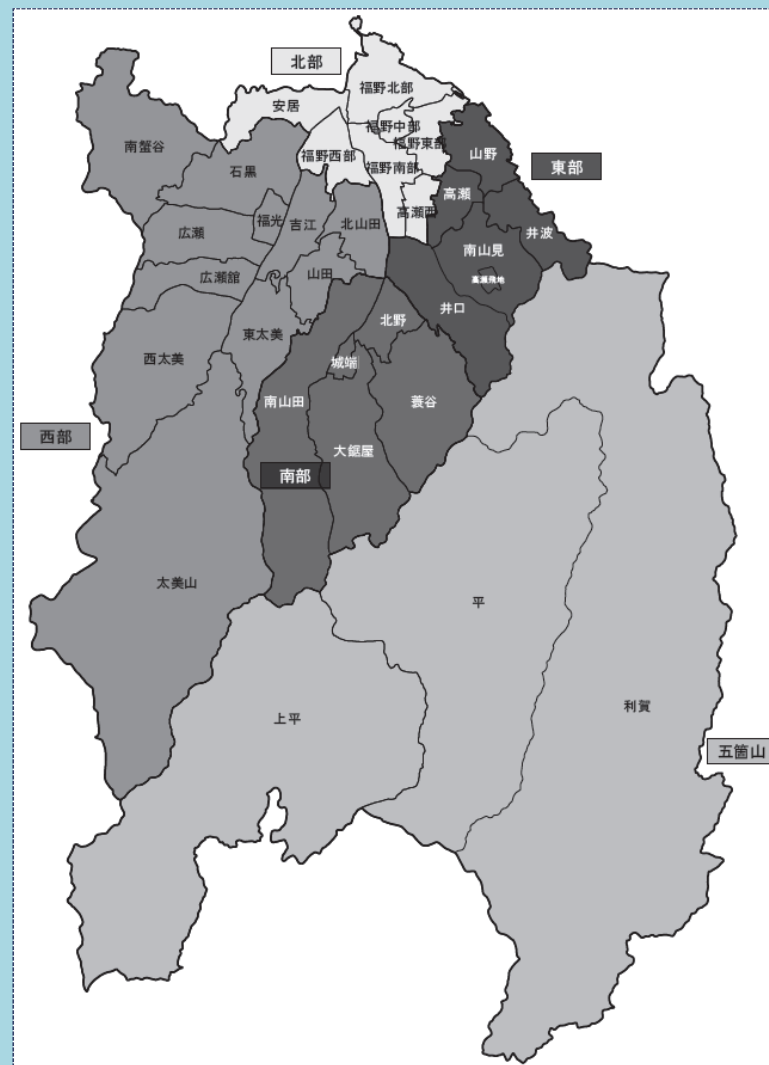 北部
福野北部
安居
福野中部
福野東部
南蟹谷
福野西部
山野
石黒
福野南部
東部
高瀬
福光
吉江
北山田
高瀬西
広瀬
井波
南山見
広瀬舘
山田
高瀬飛地
井口
北野
東太美
西太美
城端
南山田
蓑谷
西部
大鋸屋
南部
太美山
平
利賀
上平
五箇山